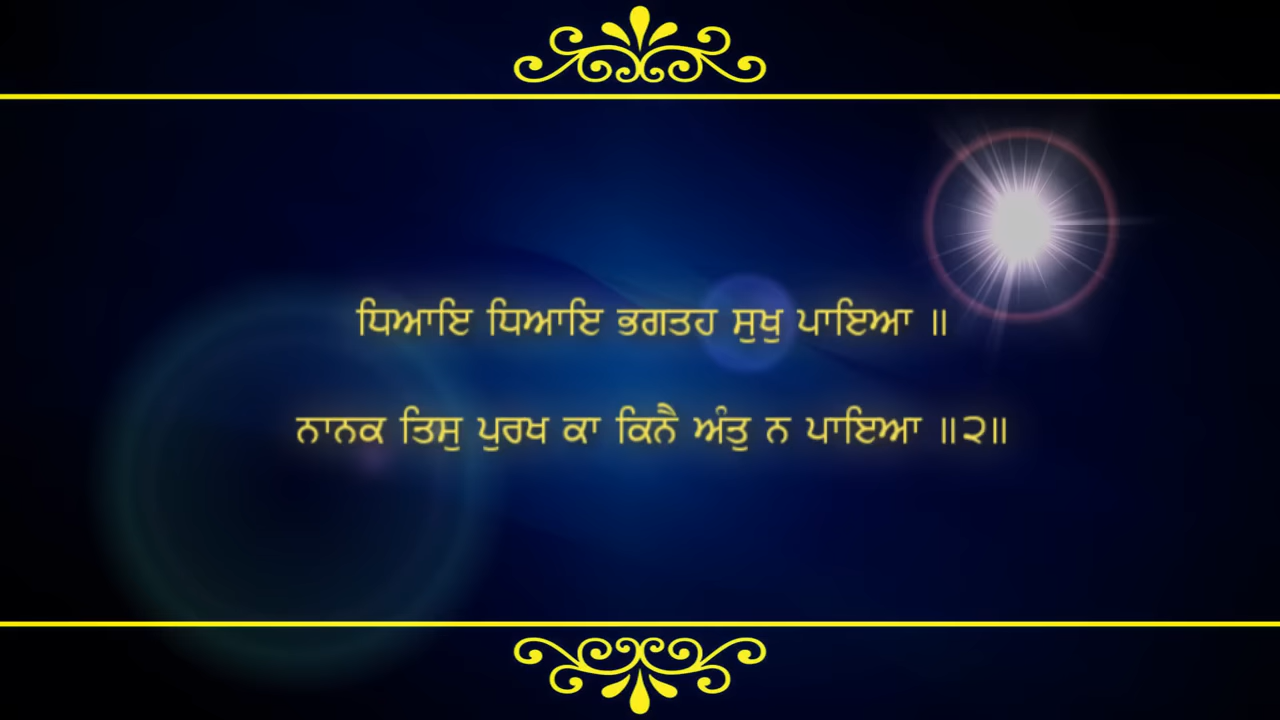 ਧਿਆਇ ਧਿਆਇ ਭਗਤਹ ਸੁਖੁ ਪਾਇਆ ॥
ਨਾਨਕ ਤਿਸੁ ਪੁਰਖ ਕਾ ਕਿਨੈ ਅੰਤੁ ਨ ਪਾਇਆ ॥੨॥